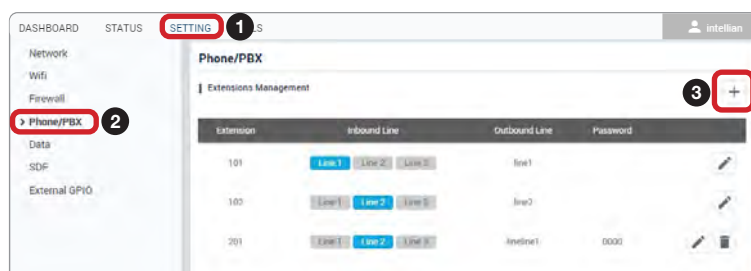 DASHBOARD STATUS SETTING 1 LS intellian
Network
Wifi
Firewall
> Phone/PBX 2
Data
SDF
External GPIO
Phone/PBX
Extensions Management 3 +
Extension Inbound Line Outbound Line Password
101 Line 1 Line 2 Line 3 line1
Line 1 Line 2 Line 3 line2
201 Line 1 Line 2 Line 3 0000